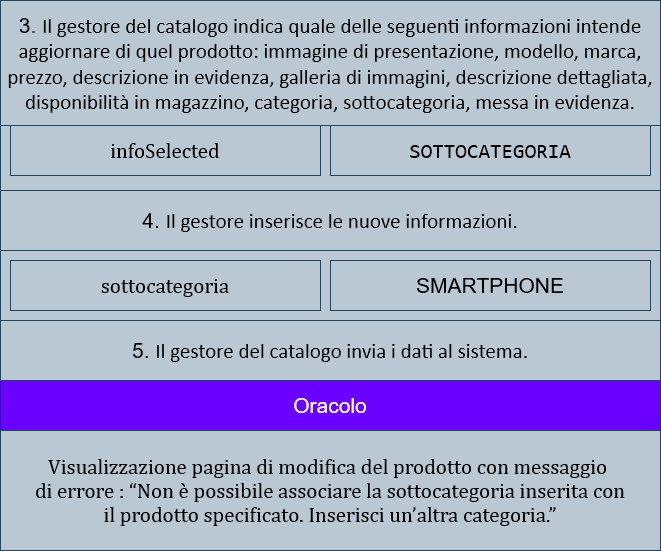 3. Il gestore del catalogo indica quale delle seguenti informazioni intende
aggiornare di quel prodotto: immagine di presentazione, modello, marca,
prezzo, descrizione in evidenza, galleria di immagini, descrizione dettagliata,
disponibilità in magazzino, categoria, sottocategoria, messa in evidenza.
infoSelected SOTTOCATEGORIA
4. Il gestore inserisce le nuove informazioni.
sottocategoria SMARTPHONE
5. Il gestore del catalogo invia i dati al sistema.
Oracolo
Visualizzazione pagina di modifica del prodotto con messaggio
di errore : “Non è possibile associare la sottocategoria inserita con
il prodotto specificato. Inserisci un’altra categoria.”